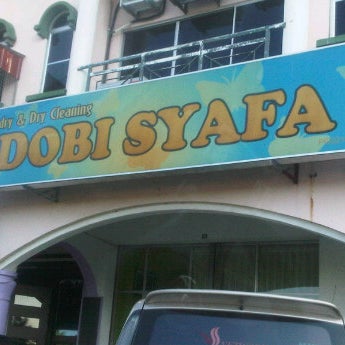 & Dry Cleaning
DOBI SYAFA